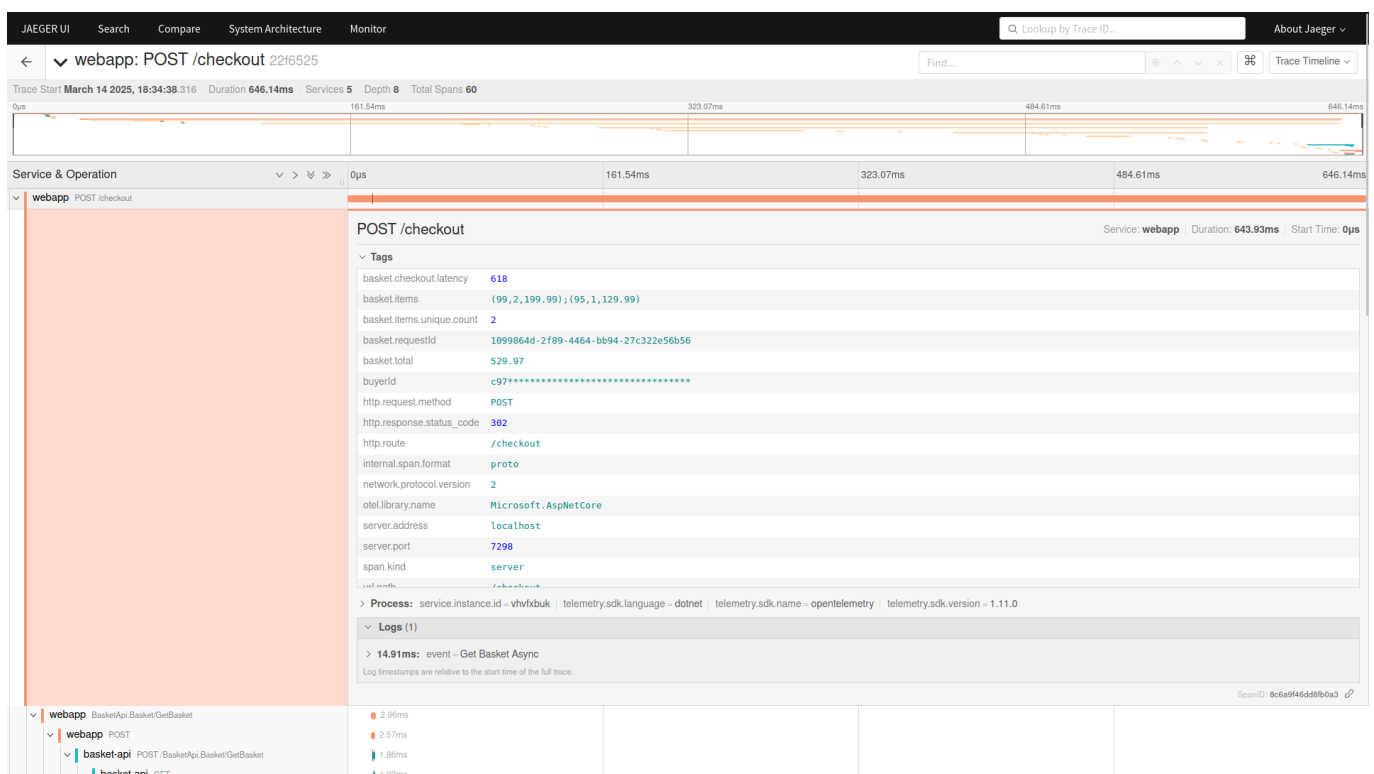 JAEGER UI Search Compare System Architecture Monitor Lookup by Trace ID... About Jaeger
webapp: POST /checkout 22f6525 Find... ⌘ Trace Timeline
Trace Start March 14 2025, 18:34:38.316 Duration 646.14ms Services 5 Depth 8 Total Spans 60
0μs 161.54ms 323.07ms 484.61ms 646.14ms
Service & Operation 0μs 161.54ms 323.07ms 484.61ms 646.14ms
webapp POST /checkout
POST /checkout Service: webapp | Duration: 643.93ms | Start Time: 0μs
Tags
basket.checkout.latency 618
basket.items (99,2,199.99);(95,1,129.99)
basket.items.unique.count 2
basket.requestId 1099864d-2f89-4464-bb94-27c322e56b56
basket.total 529.97
buyerId c97*********************************
http.request.method POST
http.response.status_code 302
http.route /checkout
internal.span.format proto
network.protocol.version 2
otel.library.name Microsoft.AspNetCore
server.address localhost
server.port 7298
span.kind server
url.path /checkout
Process: service.instance.id = vhvfxbuk | telemetry.sdk.language = dotnet | telemetry.sdk.name = opentelemetry | telemetry.sdk.version = 1.11.0
Logs (1)
14.91ms: event = Get Basket Async
Log timestamps are relative to the start time of the full trace.
SpanID: 8c6a9f46dd8fb0a3
webapp BasketApi.Basket/GetBasket 2.96ms
webapp POST 2.57ms
basket-api POST /BasketApi.Basket/GetBasket 1.86ms
basket-api GET